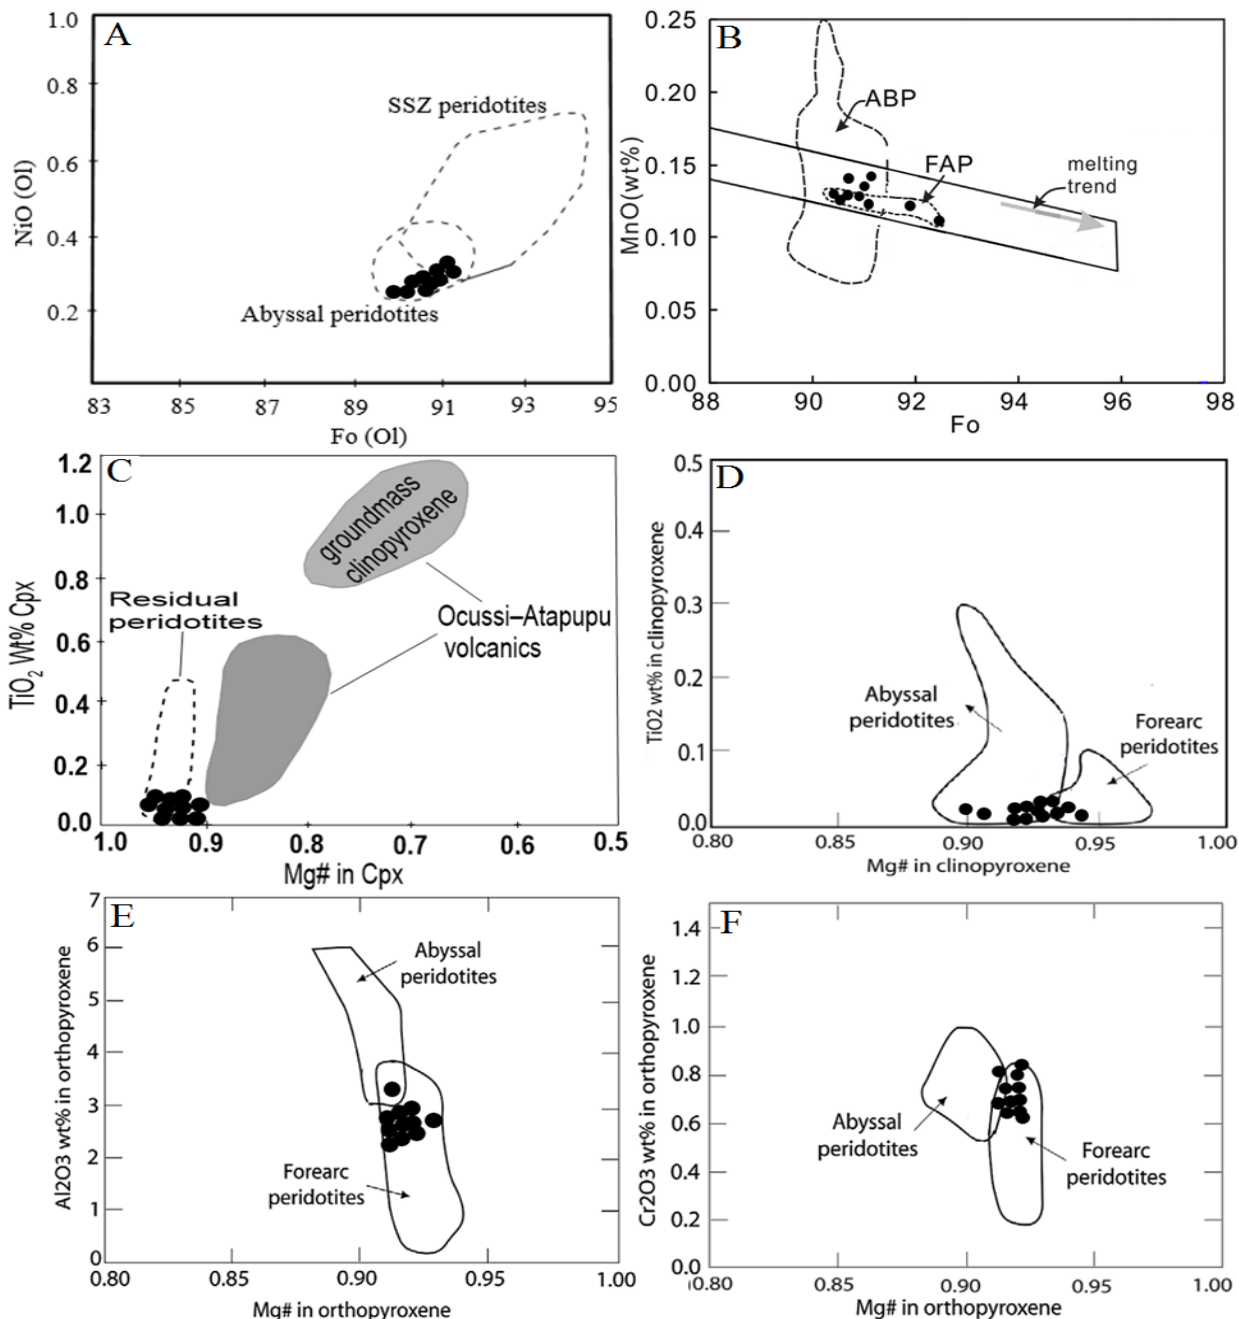 A
1.0
0.8
0.6
0.4
0.2
NiO (Ol)
SSZ peridotites
Abyssal peridotites
83 85 87 89 91 93 95
Fo (Ol)
B
0.25
0.20
0.15
0.10
0.05
0.00
MnO(wt%)
ABP
FAP
melting
trend
88 90 92 94 96 98
Fo
C
1.2
1.0
0.8
0.6
0.4
0.2
0.0
TiO2 Wt% Cpx
groundmass
clinopyroxene
Residual
peridotites
Ocussi–Atapupu
volcanics
1.0 0.9 0.8 0.7 0.6 0.5
Mg# in Cpx
D
0.5
0.4
0.3
0.2
0.1
0.0
TiO2 wt% in clinopyroxene
Abyssal
peridotites
Forearc
peridotites
0.80 0.85 0.90 0.95 1.00
Mg# in clinopyroxene
E
7
6
5
4
3
2
1
0
Al2O3 wt% in orthopyroxene
Abyssal
peridotites
Forearc
peridotites
0.80 0.85 0.90 0.95 1.00
Mg# in orthopyroxene
F
1.4
1.2
1.0
0.8
0.6
0.4
0.2
0.0
Cr2O3 wt% in orthopyroxene
Abyssal
peridotites
Forearc
peridotites
0.80 0.85 0.90 0.95 1.00
Mg# in orthopyroxene